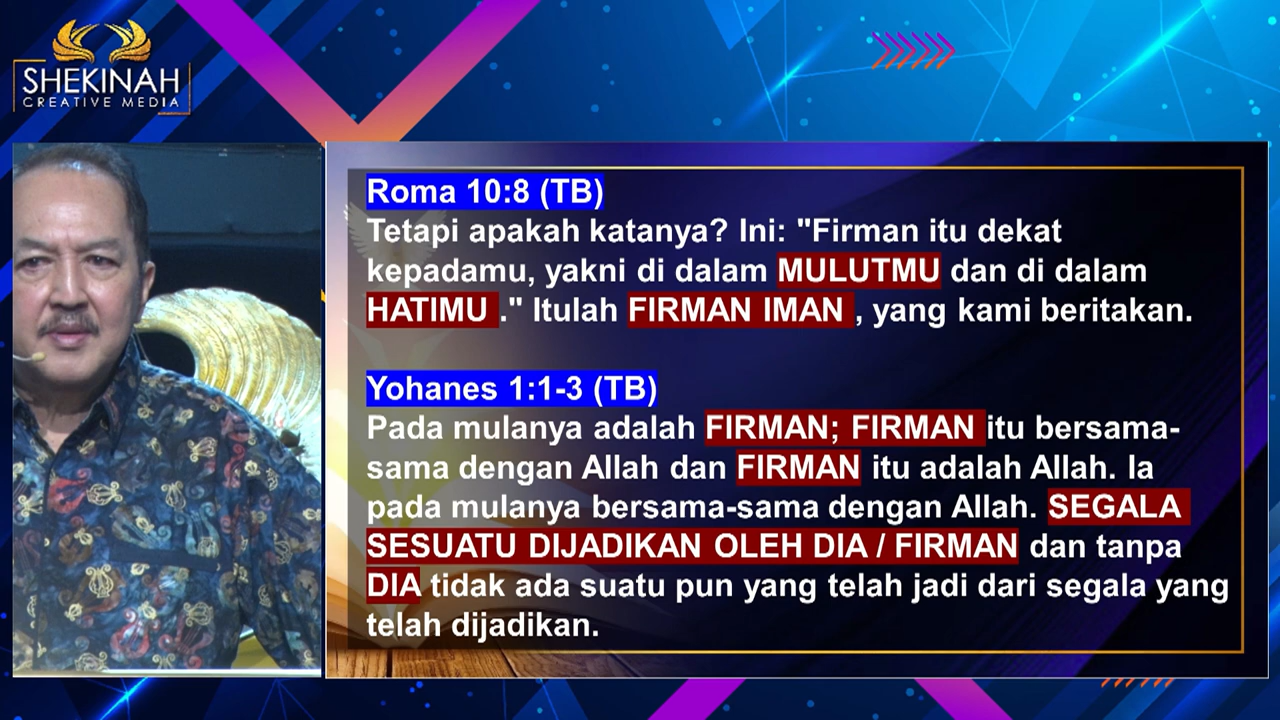 SHEKINAH
CREATIVE MEDIA
Roma 10:8 (TB)
Tetapi apakah katanya? Ini: "Firman itu dekat
kepadamu, yakni di dalam MULUTMU dan di dalam
HATIMU ." Itulah FIRMAN IMAN , yang kami beritakan.
Yohanes 1:1-3 (TB)
Pada mulanya adalah FIRMAN; FIRMAN itu bersama-
sama dengan Allah dan FIRMAN itu adalah Allah. Ia
pada mulanya bersama-sama dengan Allah. SEGALA
SESUATU DIJADIKAN OLEH DIA / FIRMAN dan tanpa
DIA tidak ada suatu pun yang telah jadi dari segala yang
telah dijadikan.